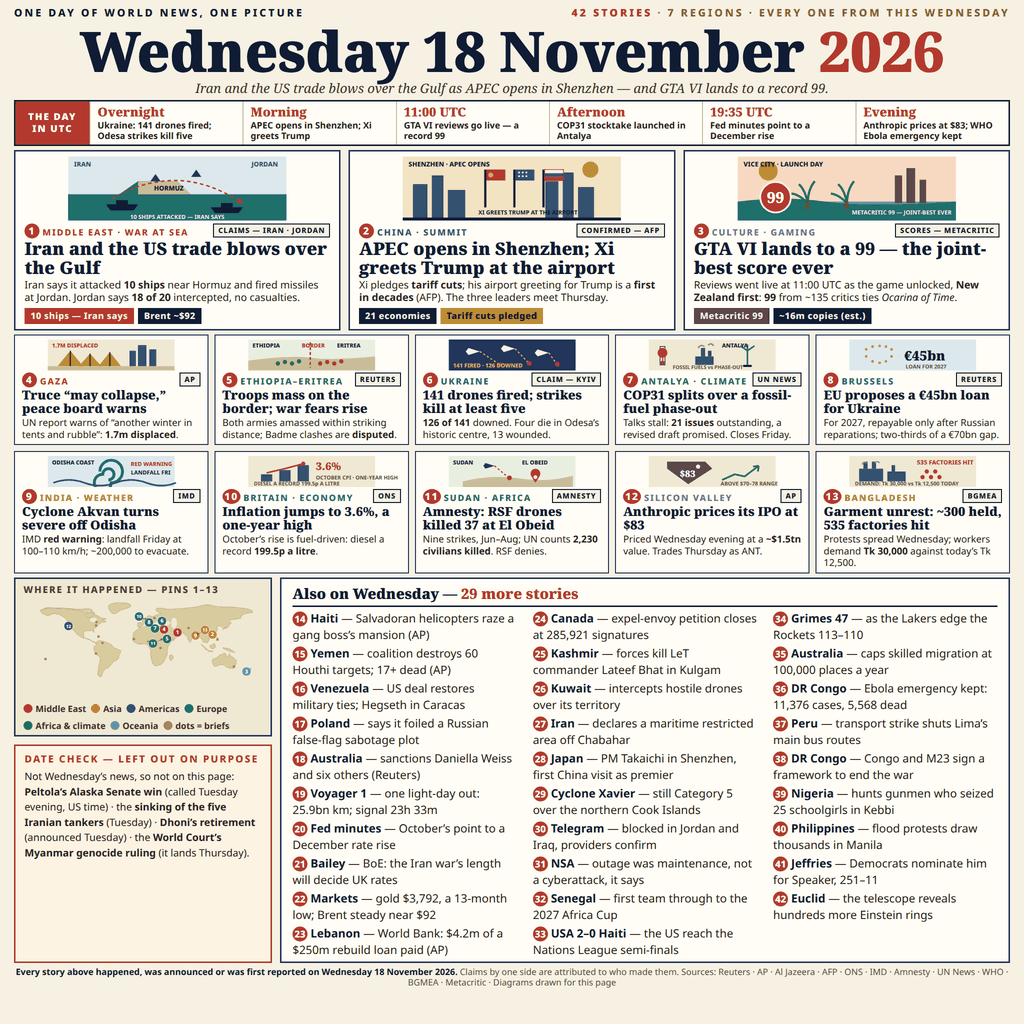 ONE DAY OF WORLD NEWS, ONE PICTURE
42 STORIES · 7 REGIONS · EVERY ONE FROM THIS WEDNESDAY
Wednesday 18 November 2026
Iran and the US trade blows over the Gulf as APEC opens in Shenzhen — and GTA VI lands to a record 99.
THE DAY
IN UTC
Overnight
Ukraine: 141 drones fired;
Odesa strikes kill five
Morning
APEC opens in Shenzhen; Xi
greets Trump
11:00 UTC
GTA VI reviews go live — a
record 99
Afternoon
COP31 stocktake launched in
Antalya
19:35 UTC
Fed minutes point to a
December rise
Evening
Anthropic prices at $83; WHO
Ebola emergency kept
IRAN
JORDAN
HORMUZ
10 SHIPS ATTACKED — IRAN SAYS
1 MIDDLE EAST · WAR AT SEA
CLAIMS — IRAN · JORDAN
Iran and the US trade blows over
the Gulf
Iran says it attacked 10 ships near Hormuz and fired missiles
at Jordan. Jordan says 18 of 20 intercepted, no casualties.
10 ships — Iran says
Brent ~$92
SHENZHEN · APEC OPENS
XI GREETS TRUMP AT THE AIRPORT
2 CHINA · SUMMIT
CONFIRMED — AFP
APEC opens in Shenzhen; Xi
greets Trump at the airport
Xi pledges tariff cuts; his airport greeting for Trump is a first
in decades (AFP). The three leaders meet Thursday.
21 economies
Tariff cuts pledged
VICE CITY · LAUNCH DAY
99
METACRITIC 99 — JOINT-BEST EVER
3 CULTURE · GAMING
SCORES — METACRITIC
GTA VI lands to a 99 — the joint-
best score ever
Reviews went live at 11:00 UTC as the game unlocked, New
Zealand first: 99 from ~135 critics ties Ocarina of Time.
Metacritic 99
~16m copies (est.)
1.7M DISPLACED
4 GAZA
AP
Truce “may collapse,”
peace board warns
UN report warns of “another winter in
tents and rubble”: 1.7m displaced.
ETHIOPIA
BORDER
ERITREA
5 ETHIOPIA–ERITREA
REUTERS
Troops mass on the
border; war fears rise
Both armies amassed within striking
distance; Badme clashes are disputed.
141 FIRED · 126 DOWNED
6 UKRAINE
CLAIM — KYIV
141 drones fired; strikes
kill at least five
126 of 141 downed. Four die in Odesa’s
historic centre, 13 wounded.
ANTALYA
FOSSIL FUELS vs PHASE-OUT
7 ANTALYA · CLIMATE
UN NEWS
COP31 splits over a fossil-
fuel phase-out
Talks stall: 21 issues outstanding, a
revised draft promised. Closes Friday.
€45bn
LOAN FOR 2027
8 BRUSSELS
REUTERS
EU proposes a €45bn loan
for Ukraine
For 2027, repayable only after Russian
reparations; two-thirds of a €70bn gap.
ODISHA COAST
RED WARNING
LANDFALL FRI
9 INDIA · WEATHER
IMD
Cyclone Akvan turns
severe off Odisha
IMD red warning: landfall Friday at
100–110 km/h; ~200,000 to evacuate.
3.6%
OCTOBER CPI · ONE-YEAR HIGH
DIESEL A RECORD 199.5p A LITRE
10 BRITAIN · ECONOMY
ONS
Inflation jumps to 3.6%, a
one-year high
October’s rise is fuel-driven: diesel a
record 199.5p a litre.
SUDAN
EL OBEID
11 SUDAN · AFRICA
AMNESTY
Amnesty: RSF drones
killed 37 at El Obeid
Nine strikes, Jun–Aug; UN counts 2,230
civilians killed. RSF denies.
$83
ABOVE $70–78 RANGE
12 SILICON VALLEY
AP
Anthropic prices its IPO at
$83
Priced Wednesday evening at a ~$1.5tn
value. Trades Thursday as ANT.
535 FACTORIES HIT
DEMAND: Tk 30,000 vs Tk 12,500 TODAY
13 BANGLADESH
BGMEA
Garment unrest: ~300 held,
535 factories hit
Protests spread Wednesday; workers
demand Tk 30,000 against today’s Tk
12,500.
WHERE IT HAPPENED — PINS 1–13
Middle East Asia Americas Europe
Africa & climate Oceania dots = briefs
DATE CHECK — LEFT OUT ON PURPOSE
Not Wednesday’s news, so not on this page:
Peltola’s Alaska Senate win (called Tuesday
evening, US time) · the sinking of the five
Iranian tankers (Tuesday) · Dhoni’s retirement
(announced Tuesday) · the World Court’s
Myanmar genocide ruling (it lands Thursday).
Also on Wednesday — 29 more stories
14 Haiti — Salvadoran helicopters raze a
gang boss’s mansion (AP)
15 Yemen — coalition destroys 60
Houthi targets; 17+ dead (AP)
16 Venezuela — US deal restores
military ties; Hegseth in Caracas
17 Poland — says it foiled a Russian
false-flag sabotage plot
18 Australia — sanctions Daniella Weiss
and six others (Reuters)
19 Voyager 1 — one light-day out:
25.9bn km; signal 23h 33m
20 Fed minutes — October’s point to a
December rate rise
21 Bailey — BoE: the Iran war’s length
will decide UK rates
22 Markets — gold $3,792, a 13-month
low; Brent steady near $92
23 Lebanon — World Bank: $4.2m of a
$250m rebuild loan paid (AP)
24 Canada — expel-envoy petition closes
at 285,921 signatures
25 Kashmir — forces kill LeT
commander Lateef Bhat in Kulgam
26 Kuwait — intercepts hostile drones
over its territory
27 Iran — declares a maritime restricted
area off Chabahar
28 Japan — PM Takaichi in Shenzhen,
first China visit as premier
29 Cyclone Xavier — still Category 5
over the northern Cook Islands
30 Telegram — blocked in Jordan and
Iraq, providers confirm
31 NSA — outage was maintenance, not
a cyberattack, it says
32 Senegal — first team through to the
2027 Africa Cup
33 USA 2–0 Haiti — the US reach the
Nations League semi-finals
34 Grimes 47 — as the Lakers edge the
Rockets 113–110
35 Australia — caps skilled migration at
100,000 places a year
36 DR Congo — Ebola emergency kept:
11,376 cases, 5,568 dead
37 Peru — transport strike shuts Lima’s
main bus routes
38 DR Congo — Congo and M23 sign a
framework to end the war
39 Nigeria — hunts gunmen who seized
25 schoolgirls in Kebbi
40 Philippines — flood protests draw
thousands in Manila
41 Jeffries — Democrats nominate him
for Speaker, 251–11
42 Euclid — the telescope reveals
hundreds more Einstein rings
Every story above happened, was announced or was first reported on Wednesday 18 November 2026. Claims by one side are attributed to who made them. Sources: Reuters · AP · Al Jazeera · AFP · ONS · IMD · Amnesty · UN News · WHO ·
BGMEA · Metacritic · Diagrams drawn for this page